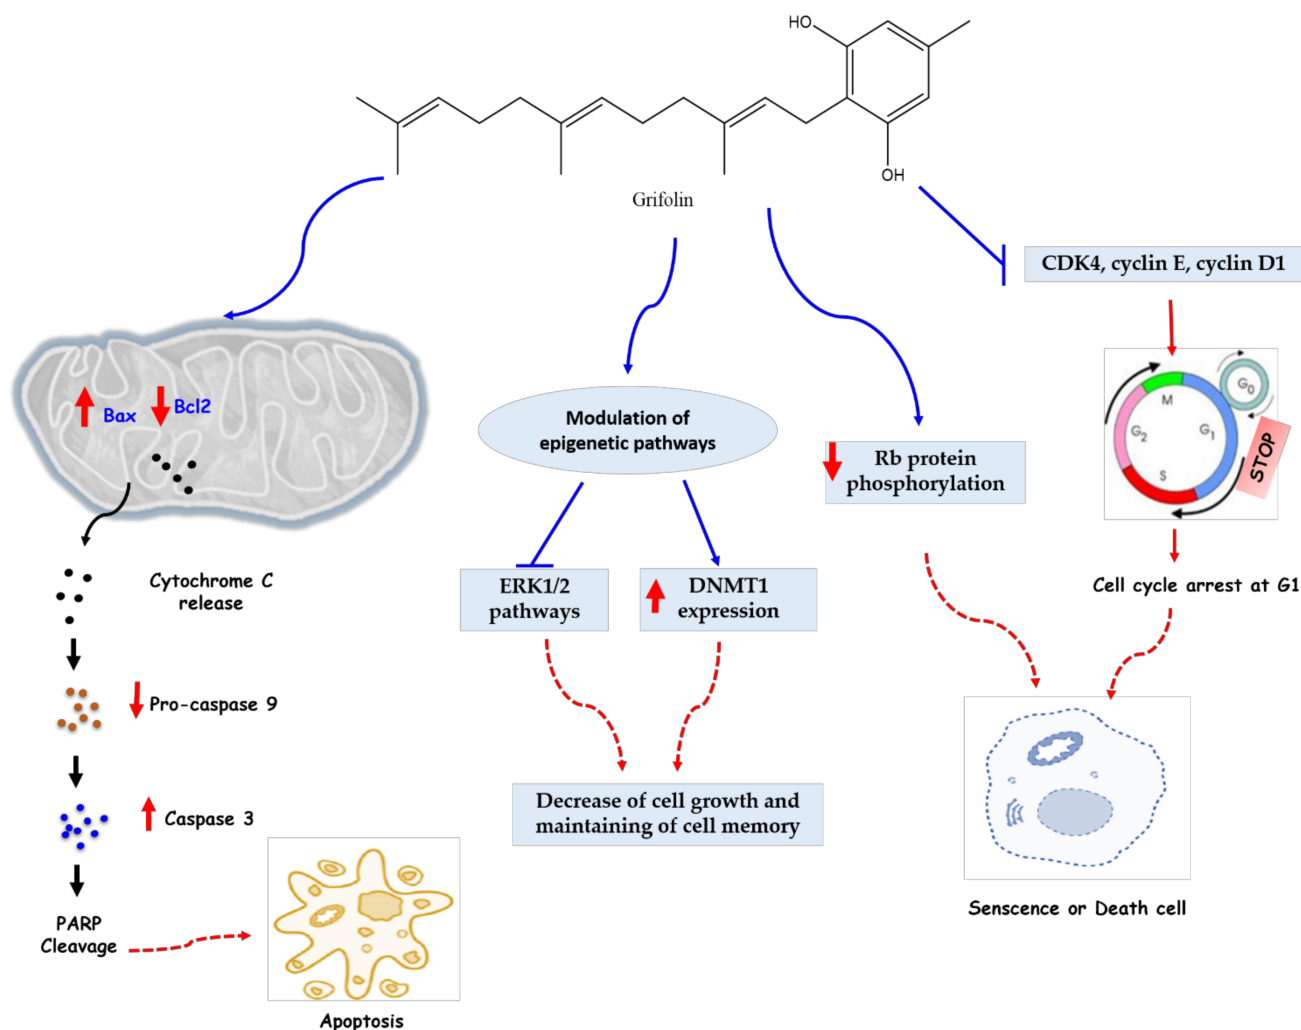 HO
OH
Grifolin
CDK4, cyclin E, cyclin D1
Bax
Bcl2
Modulation of
epigenetic pathways
Rb protein
phosphorylation
M
G0
G2
G1
S
STOP
Cell cycle arrest at G1
Cytochrome C
release
ERK1/2
pathways
DNMT1
expression
Pro-caspase 9
Caspase 3
Decrease of cell growth and
maintaining of cell memory
PARP
Cleavage
Senscence or Death cell
Apoptosis